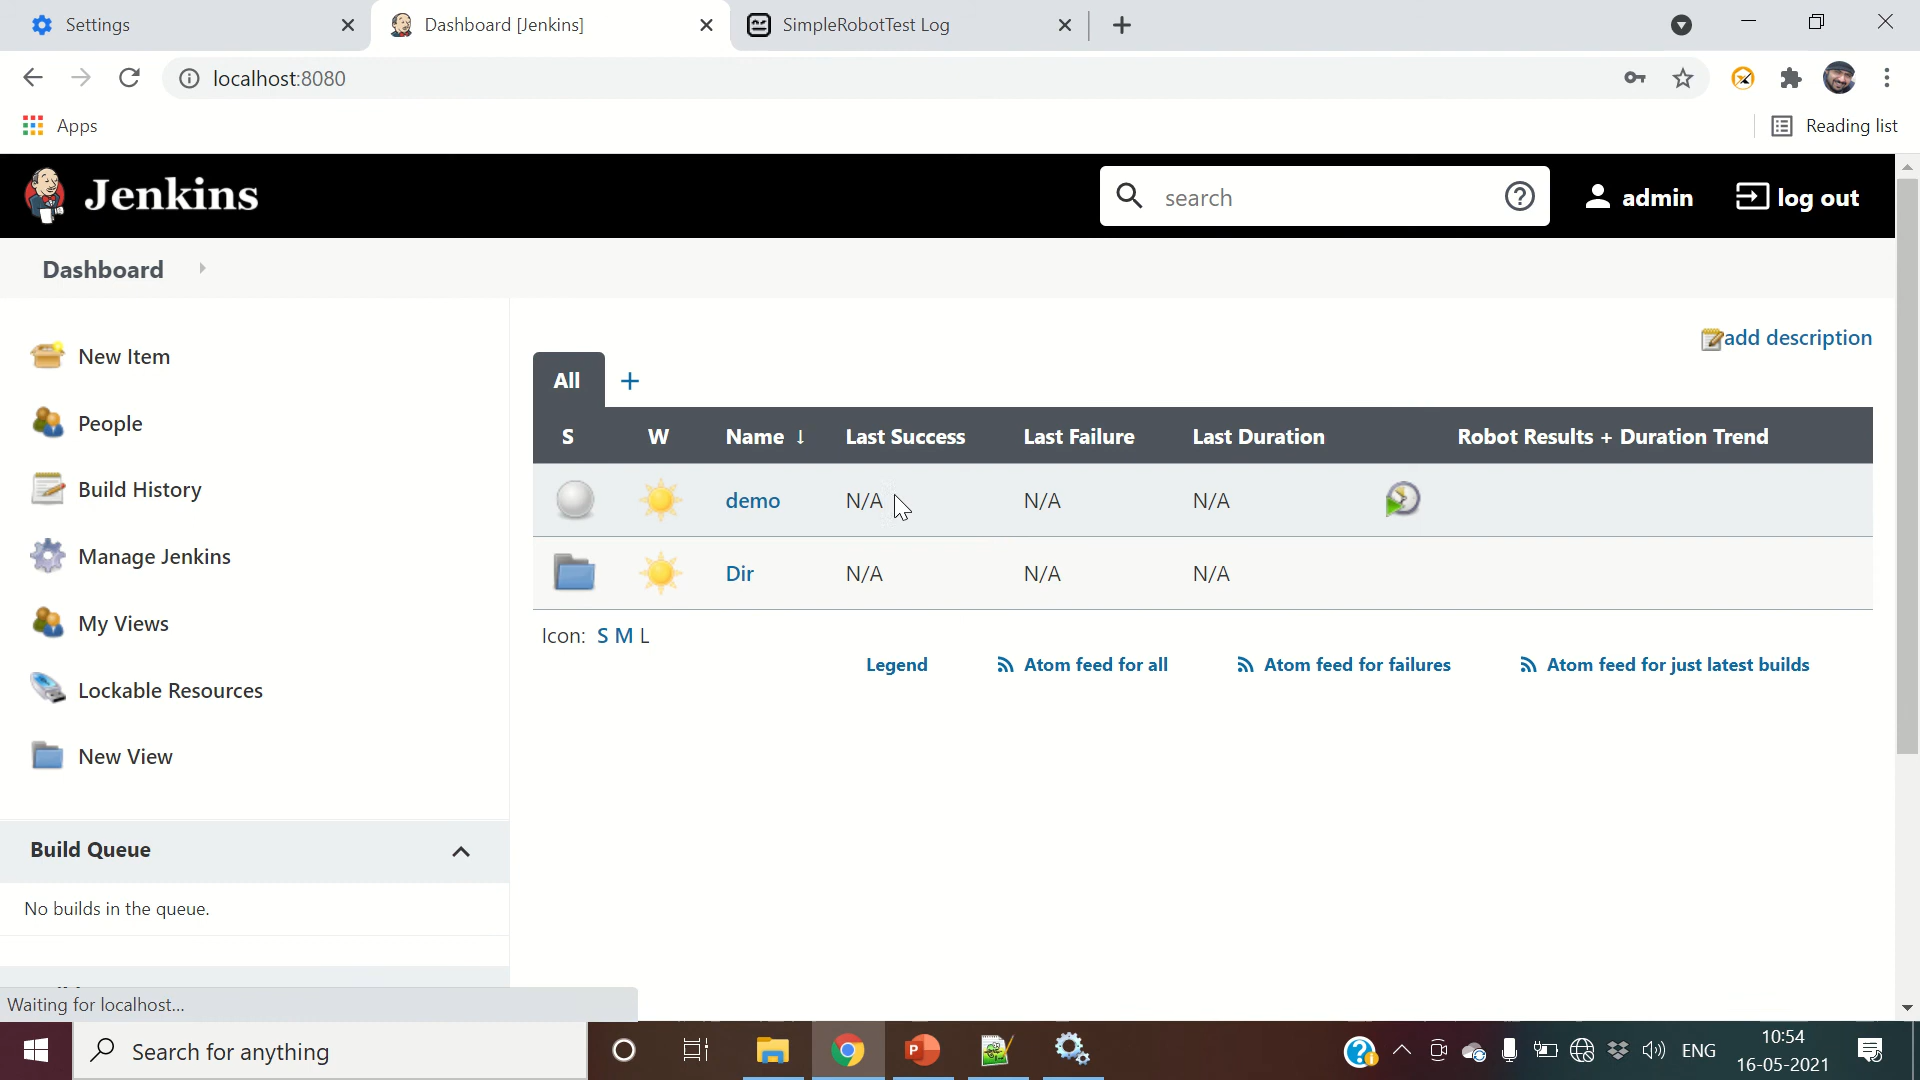 Settings
Dashboard [Jenkins]
SimpleRobotTest Log
localhost:8080
Apps
Reading list
Jenkins
search
admin
log out
Dashboard
New Item
People
Build History
Manage Jenkins
My Views
Lockable Resources
New View
Build Queue
No builds in the queue.
add description
All +
S W Name ↓ Last Success Last Failure Last Duration Robot Results + Duration Trend
demo N/A N/A N/A
Dir N/A N/A N/A
Icon: S M L
Legend Atom feed for all Atom feed for failures Atom feed for just latest builds
Waiting for localhost...
Search for anything
ENG
10:54
16-05-2021